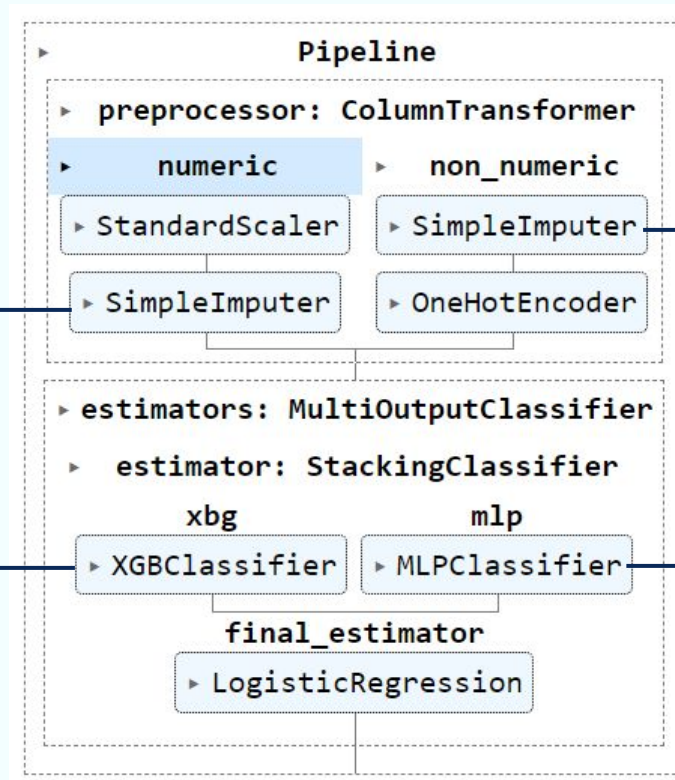 Pipeline
preprocessor: ColumnTransformer
numeric non_numeric
StandardScaler SimpleImputer
SimpleImputer OneHotEncoder
estimators: MultiOutputClassifier
estimator: StackingClassifier
xbg mlp
XGBClassifier MLPClassifier
final_estimator
LogisticRegression